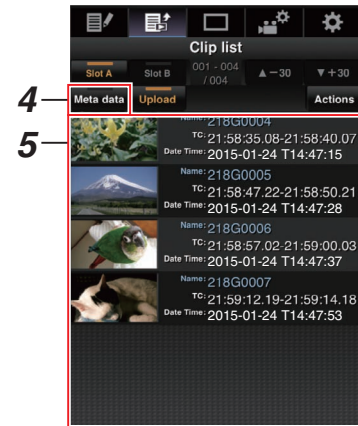 Clip list
Slot A Slot B 001 - 004 / 004 ▲-30 ▼+30
4 Meta data Upload Actions
5
Name: 218G0004
TC: 21:58:35.08-21:58:40.07
Date Time: 2015-01-24 T14:47:15
Name: 218G0005
TC: 21:58:47.22-21:58:50.21
Date Time: 2015-01-24 T14:47:28
Name: 218G0006
TC: 21:58:57.02-21:59:00.03
Date Time: 2015-01-24 T14:47:37
Name: 218G0007
TC: 21:59:12.19-21:59:14.18
Date Time: 2015-01-24 T14:47:53